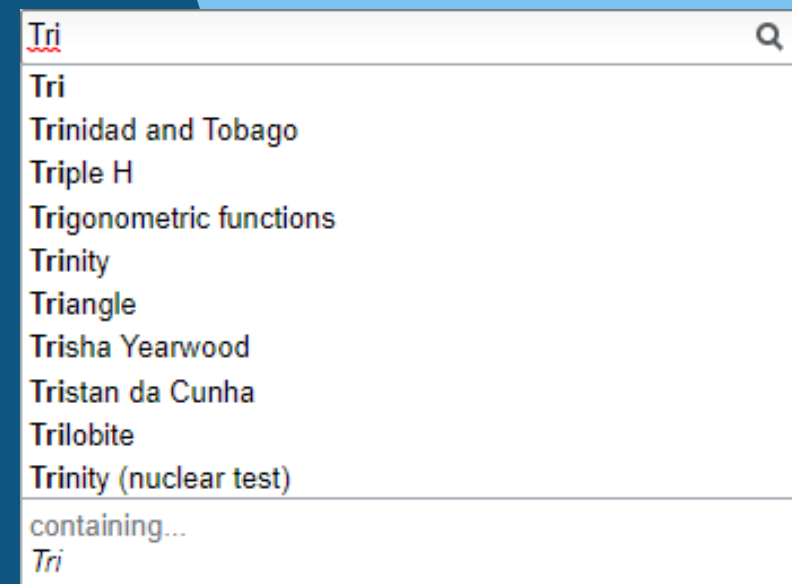 Tri
Tri
Trinidad and Tobago
Triple H
Trigonometric functions
Trinity
Triangle
Trisha Yearwood
Tristan da Cunha
Trilobite
Trinity (nuclear test)
containing...
Tri